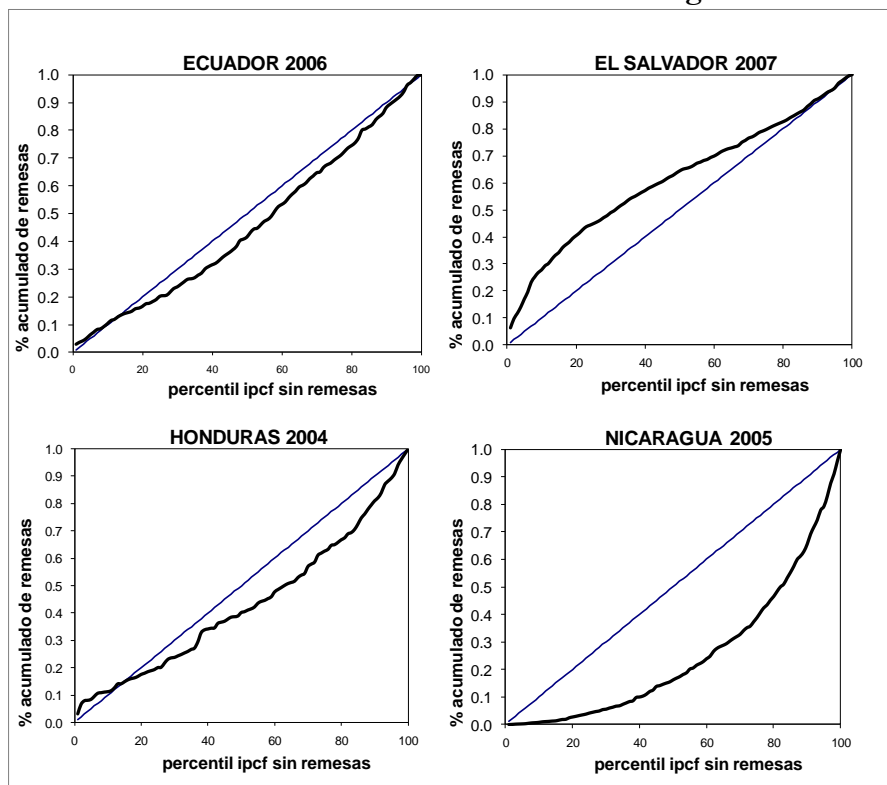 g
ECUADOR 2006
% acumulado de remesas
1.0
0.9
0.8
0.7
0.6
0.5
0.4
0.3
0.2
0.1
0.0
0 20 40 60 80 100
percentil ipcf sin remesas
EL SALVADOR 2007
% acumulado de remesas
1.0
0.9
0.8
0.7
0.6
0.5
0.4
0.3
0.2
0.1
0.0
0 20 40 60 80 100
percentil ipcf sin remesas
HONDURAS 2004
% acumulado de remesas
1.0
0.9
0.8
0.7
0.6
0.5
0.4
0.3
0.2
0.1
0.0
0 20 40 60 80 100
percentil ipcf sin remesas
NICARAGUA 2005
% acumulado de remesas
1.0
0.9
0.8
0.7
0.6
0.5
0.4
0.3
0.2
0.1
0.0
0 20 40 60 80 100
percentil ipcf sin remesas